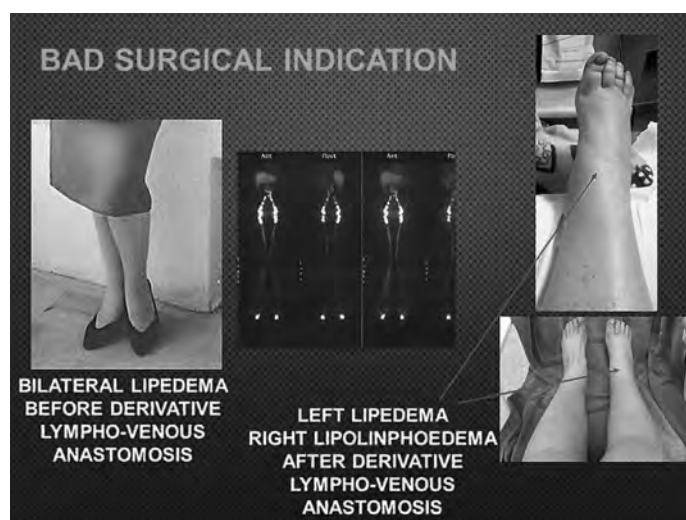 BAD SURGICAL INDICATION
Ant
Post
Ant
BILATERAL LIPEDEMA
BEFORE DERIVATIVE
LYMPHO-VENOUS
ANASTOMOSIS
LEFT LIPEDEMA
RIGHT LIPOLINPHOEDEMA
AFTER DERIVATIVE
LYMPHO-VENOUS
ANASTOMOSIS